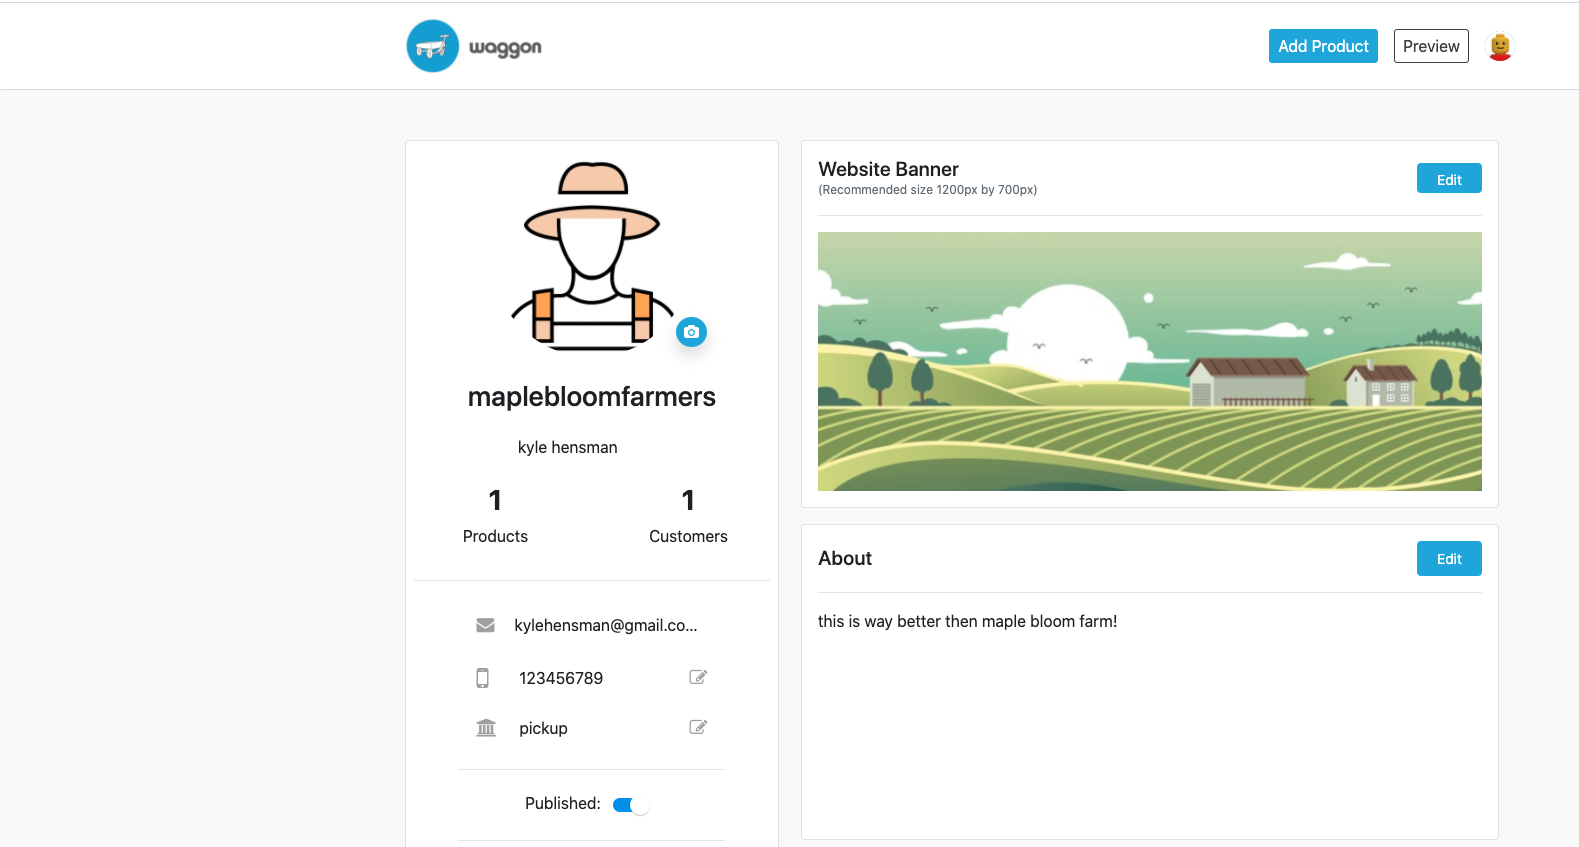 waggon
Add Product
Preview
maplebloomfarmers
kyle hensman
1
1
Products
Customers
kylehensman@gmail.co...
123456789
pickup
Published:
Website Banner
(Recommended size 1200px by 700px)
Edit
About
Edit
this is way better then maple bloom farm!